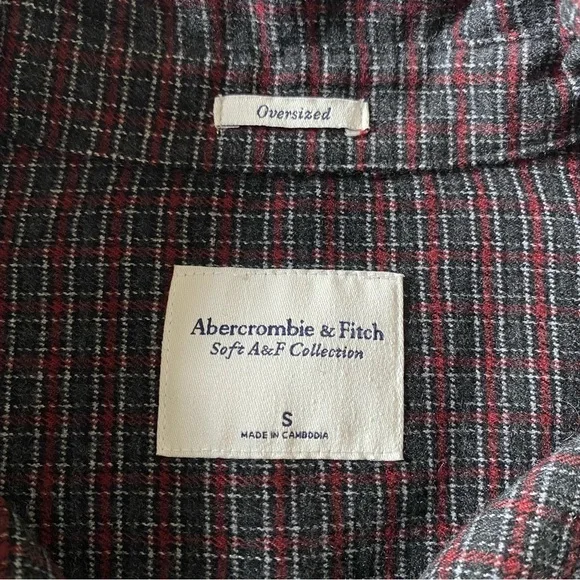 Oversized
Abercrombie & Fitch
Soft A&F Collection
S
MADE IN CAMBODIA